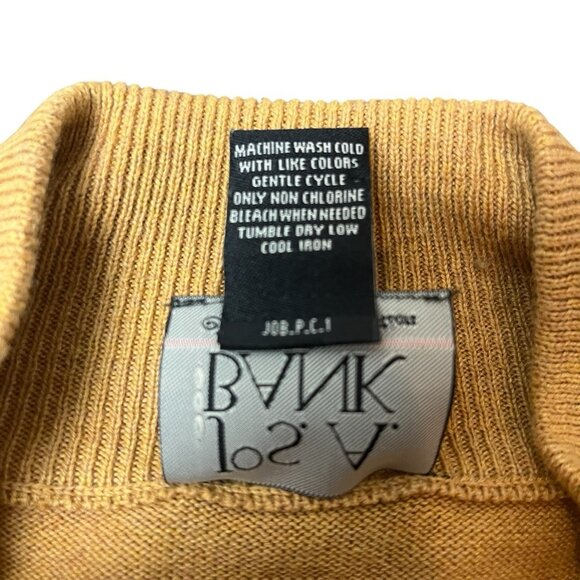 MACHINE WASH COLD
WITH LIKE COLORS
GENTLE CYCLE
ONLY NON CHLORINE
BLEACH WHEN NEEDED
TUMBLE DRY LOW
COOL IRON
JOB.P.C.1
JOS. A.
BANK